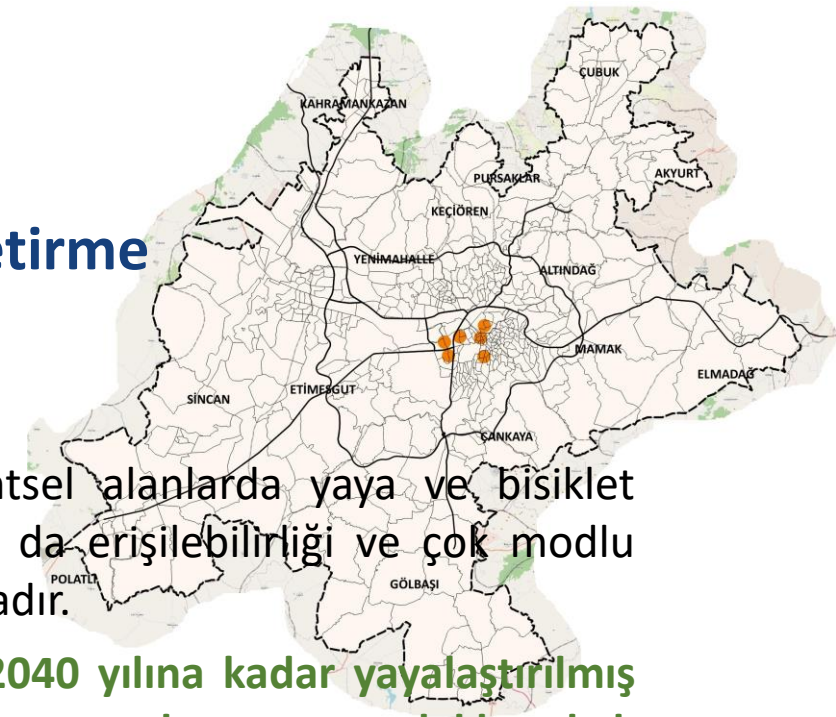 ÇUBUK
KAHRAMANKAZAN
PURSAKLAR
AKYURT
KEÇİÖREN
etirme
YENİMAHALLE
ALTINDAĞ
MAMAK
ELMADAĞ
ETİMESGUT
SİNCAN
ÇANKAYA
ntsel alanlarda yaya ve bisiklet
da erişilebilirliği ve çok modlu
POLATLI
GÖLBAŞI
adır.
2040 yılına kadar yayalaştırılmış